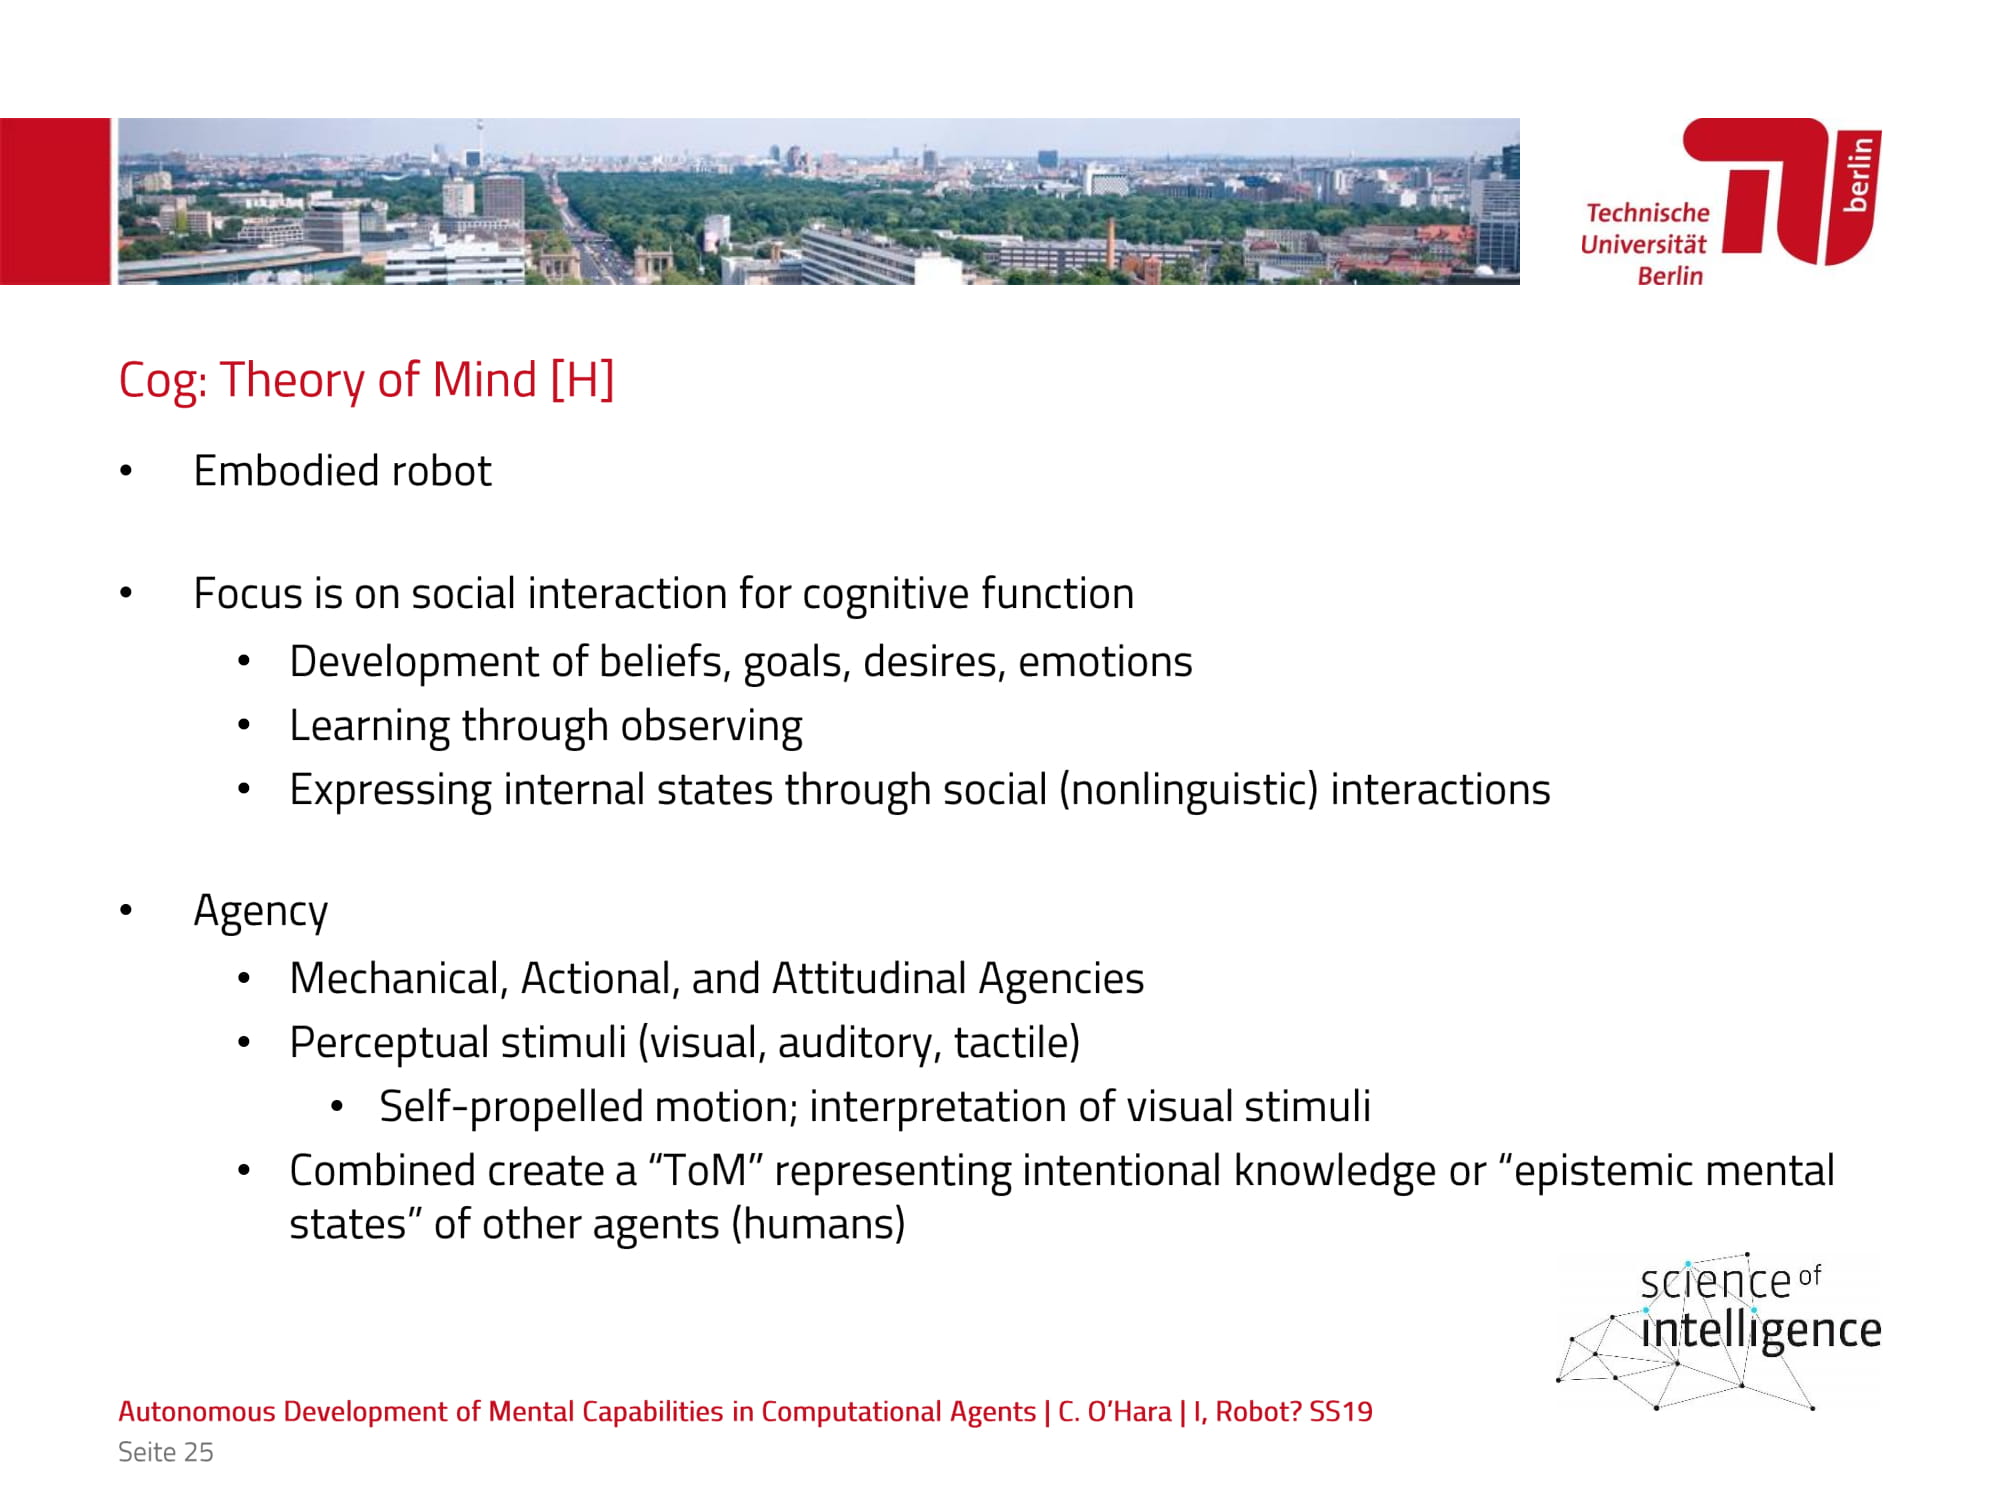 Technische
Universität
Berlin
berlin
Cog: Theory of Mind [H]
• Embodied robot
• Focus is on social interaction for cognitive function
• Development of beliefs, goals, desires, emotions
• Learning through observing
• Expressing internal states through social (nonlinguistic) interactions
• Agency
• Mechanical, Actional, and Attitudinal Agencies
• Perceptual stimuli (visual, auditory, tactile)
• Self-propelled motion; interpretation of visual stimuli
• Combined create a “ToM” representing intentional knowledge or “epistemic mental
states” of other agents (humans)
science of
intelligence
Autonomous Development of Mental Capabilities in Computational Agents | C. O’Hara | I, Robot? SS19
Seite 25